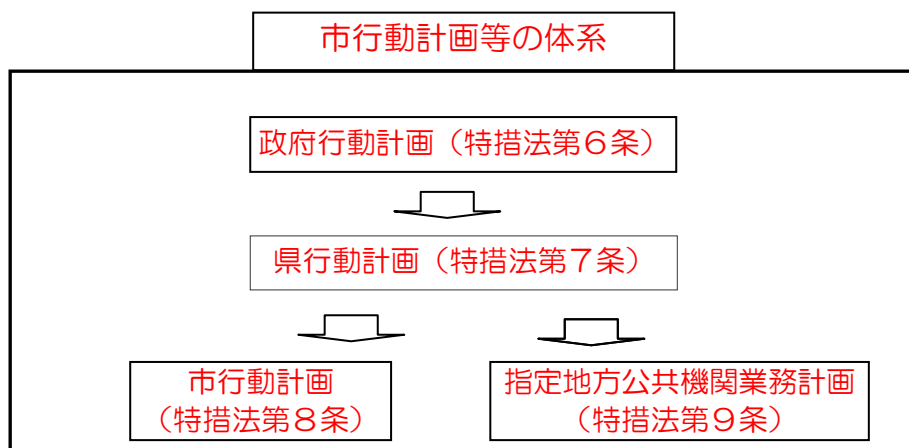 市行動計画等の体系
政府行動計画（特措法第６条）
県行動計画（特措法第７条）
市行動計画
（特措法第８条）
指定地方公共機関業務計画
（特措法第９条）